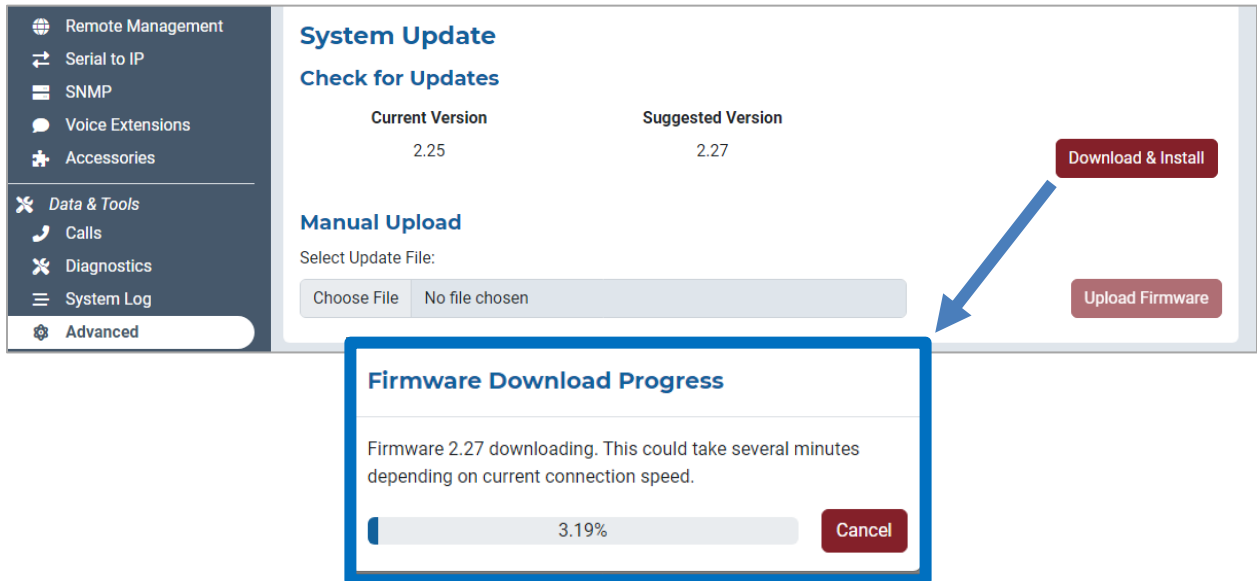 Remote Management
Serial to IP
SNMP
Voice Extensions
Accessories
Data & Tools
Calls
Diagnostics
System Log
Advanced
System Update
Check for Updates
Current Version Suggested Version
2.25 2.27
Download & Install
Manual Upload
Select Update File:
Choose File No file chosen
Upload Firmware
Firmware Download Progress
Firmware 2.27 downloading. This could take several minutes
depending on current connection speed.
3.19%
Cancel